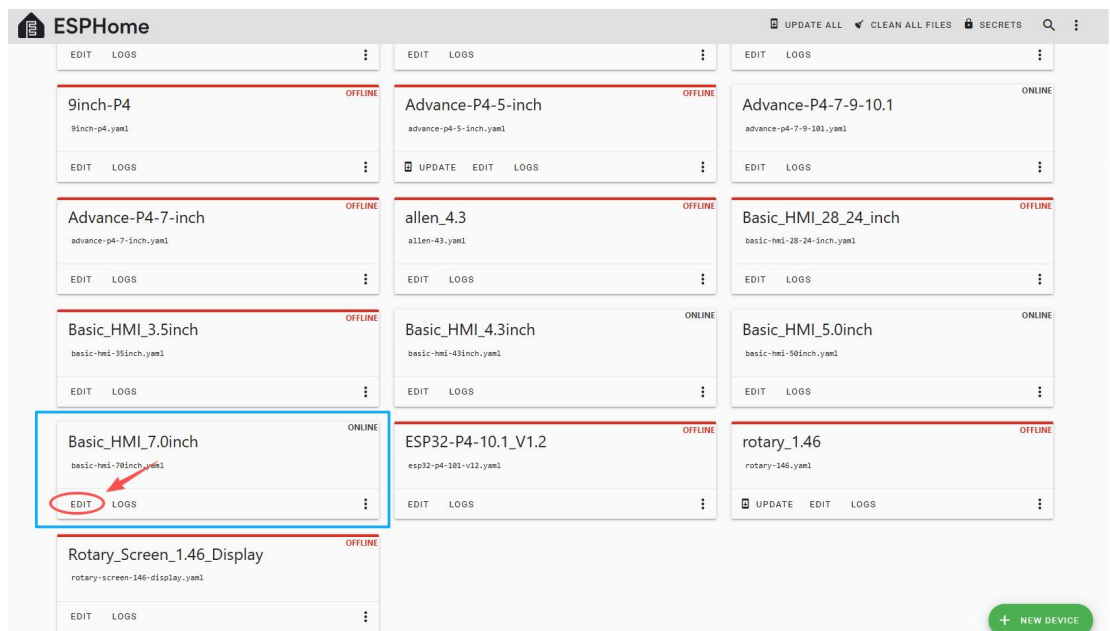 ESPHome
UPDATE ALL CLEAN ALL FILES SECRETS
EDIT LOGS
EDIT LOGS
EDIT LOGS
OFFLINE
9inch-P4
9inch-p4.yaml
EDIT LOGS
OFFLINE
Advance-P4-5-inch
advance-p4-5-inch.yaml
UPDATE EDIT LOGS
ONLINE
Advance-P4-7-9-10.1
advance-p4-7-9-101.yaml
EDIT LOGS
OFFLINE
Advance-P4-7-inch
advance-p4-7-inch.yaml
EDIT LOGS
OFFLINE
allen_4.3
allen-43.yaml
EDIT LOGS
OFFLINE
Basic_HMI_28_24_inch
basic-hmi-28-24-inch.yaml
EDIT LOGS
OFFLINE
Basic_HMI_3.5inch
basic-hmi-35inch.yaml
EDIT LOGS
ONLINE
Basic_HMI_4.3inch
basic-hmi-43inch.yaml
EDIT LOGS
ONLINE
Basic_HMI_5.0inch
basic-hmi-50inch.yaml
EDIT LOGS
ONLINE
Basic_HMI_7.0inch
basic-hmi-70inch.yaml
EDIT LOGS
OFFLINE
ESP32-P4-10.1_V1.2
esp32-p4-101-v12.yaml
EDIT LOGS
OFFLINE
rotary_1.46
rotary-146.yaml
UPDATE EDIT LOGS
OFFLINE
Rotary_Screen_1.46_Display
rotary-screen-146-display.yaml
EDIT LOGS
+ NEW DEVICE